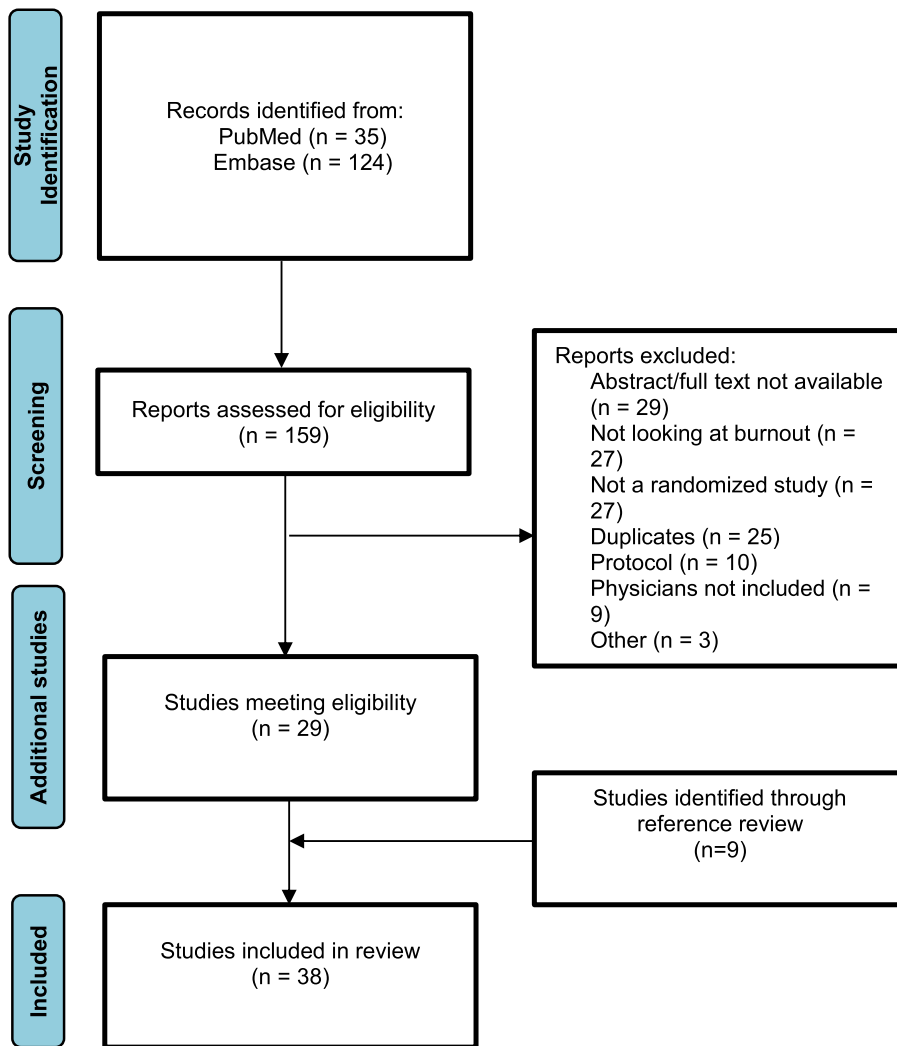 Study
Identification
Records identified from:
PubMed (n = 35)
Embase (n = 124)
Screening
Reports assessed for eligibility
(n = 159)
Reports excluded:
Abstract/full text not available
(n = 29)
Not looking at burnout (n =
27)
Not a randomized study (n =
27)
Duplicates (n = 25)
Protocol (n = 10)
Physicians not included (n =
9)
Other (n = 3)
Additional studies
Studies meeting eligibility
(n = 29)
Studies identified through
reference review
(n=9)
Included
Studies included in review
(n = 38)